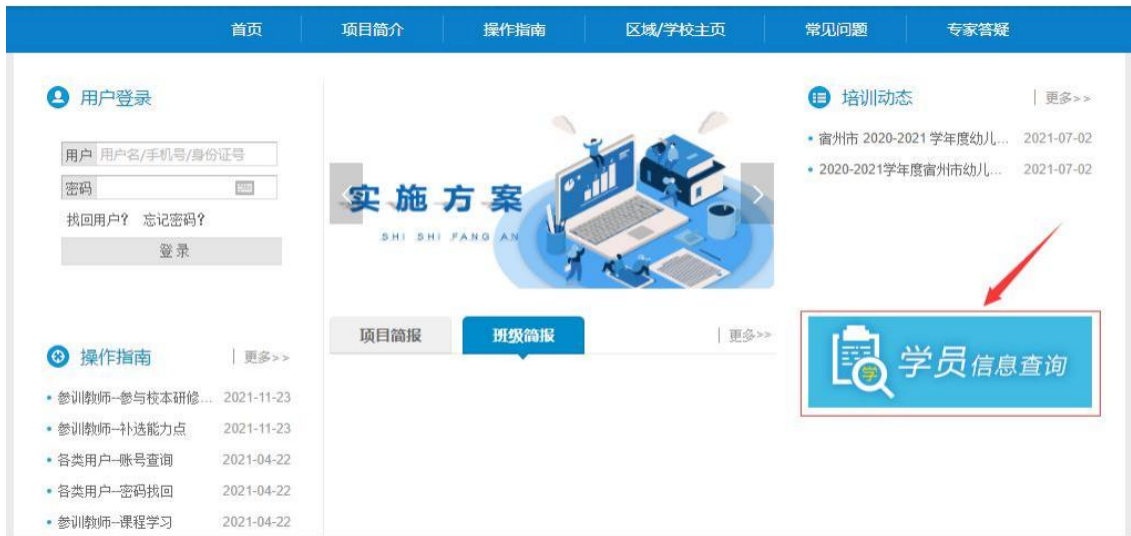 首页 项目简介 操作指南 区域/学校主页 常见问题 专家答疑
用户登录
用户 用户名/手机号/身份证号
密码
找回用户? 忘记密码?
登录
操作指南 | 更多>>
• 参训教师--参与校本研修... 2021-11-23
• 参训教师--补选能力点 2021-11-23
• 各类用户--账号查询 2021-04-22
• 各类用户--密码找回 2021-04-22
• 参训教师--课程学习 2021-04-22
实施方案
SHI SHI FANG AN
项目简报 班级简报 | 更多>>
培训动态 | 更多>>
• 宿州市 2020-2021 学年度幼儿... 2021-07-02
• 2020-2021学年度宿州市幼儿... 2021-07-02
学 学员信息查询